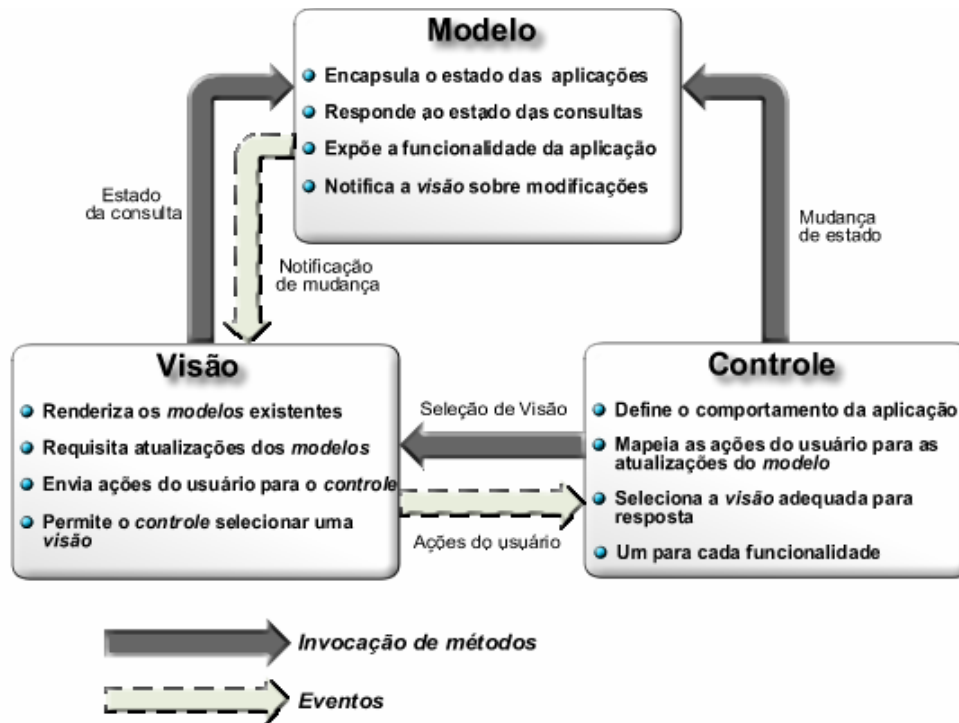 Modelo
Encapsula o estado das aplicações
Responde ao estado das consultas
Expõe a funcionalidade da aplicação
Notifica a visão sobre modificações
Estado
da consulta
Notificação
de mudança
Mudança
de estado
Visão
Renderiza os modelos existentes
Requisita atualizações dos modelos
Envia ações do usuário para o controle
Permite o controle selecionar uma
visão
Seleção de Visão
Ações do usuário
Controle
Define o comportamento da aplicação
Mapeia as ações do usuário para as
atualizações do modelo
Seleciona a visão adequada para
resposta
Um para cada funcionalidade
Invocação de métodos
Eventos